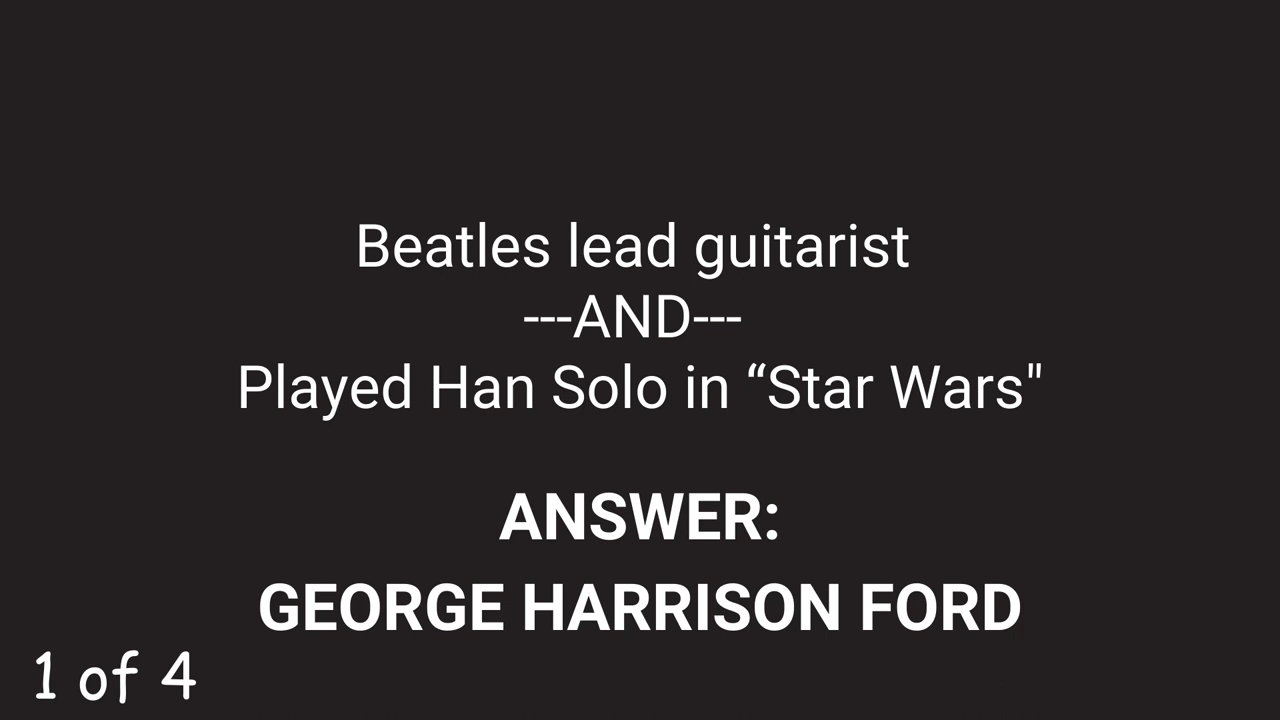 Beatles lead guitarist
---AND---
Played Han Solo in “Star Wars"
ANSWER:
GEORGE HARRISON FORD
1 of 4